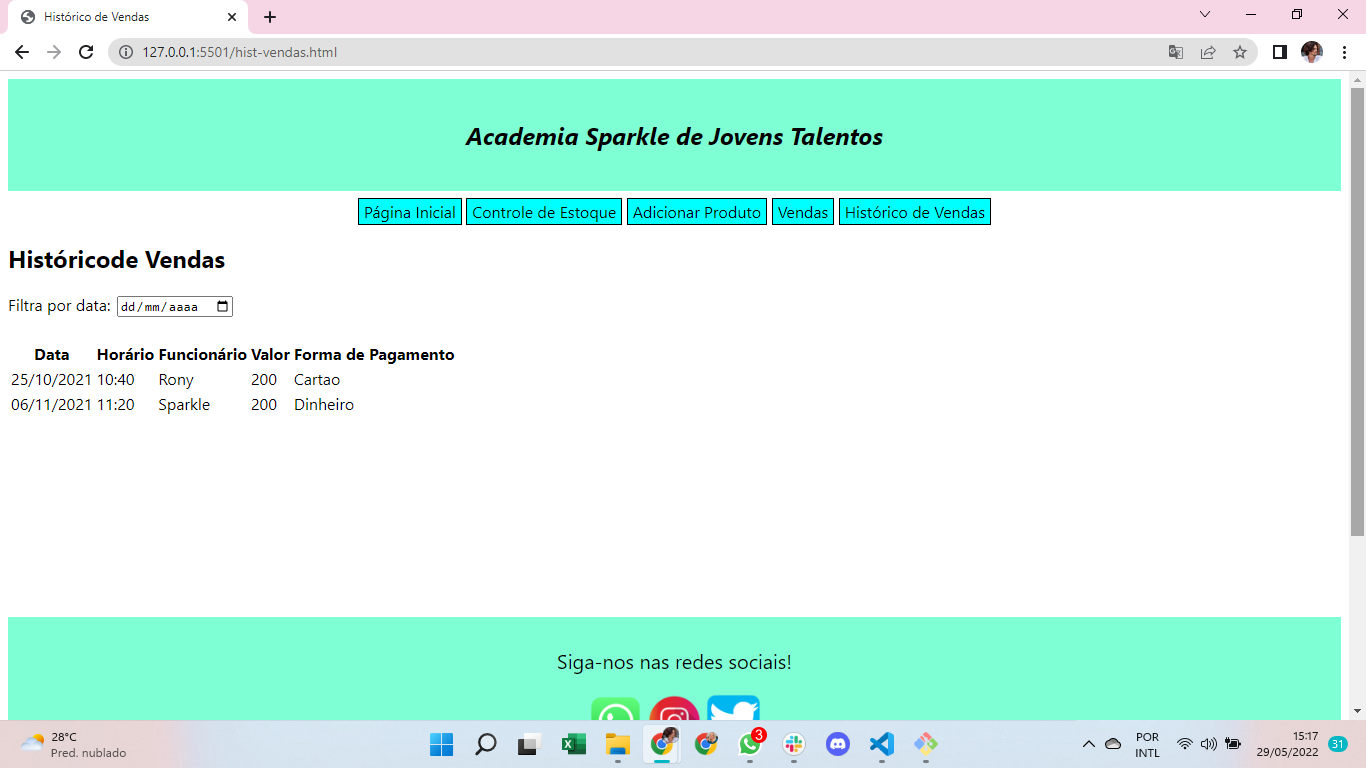 Histórico de Vendas
127.0.0.1:5501/hist-vendas.html
Academia Sparkle de Jovens Talentos
Página Inicial Controle de Estoque Adicionar Produto Vendas Histórico de Vendas
Históricode Vendas
Filtra por data: dd/mm/aaaa
Data Horário Funcionário Valor Forma de Pagamento
25/10/2021 10:40 Rony 200 Cartao
06/11/2021 11:20 Sparkle 200 Dinheiro
Siga-nos nas redes sociais!
28°C
Pred. nublado
3
POR
INTL
15:17
29/05/2022
31